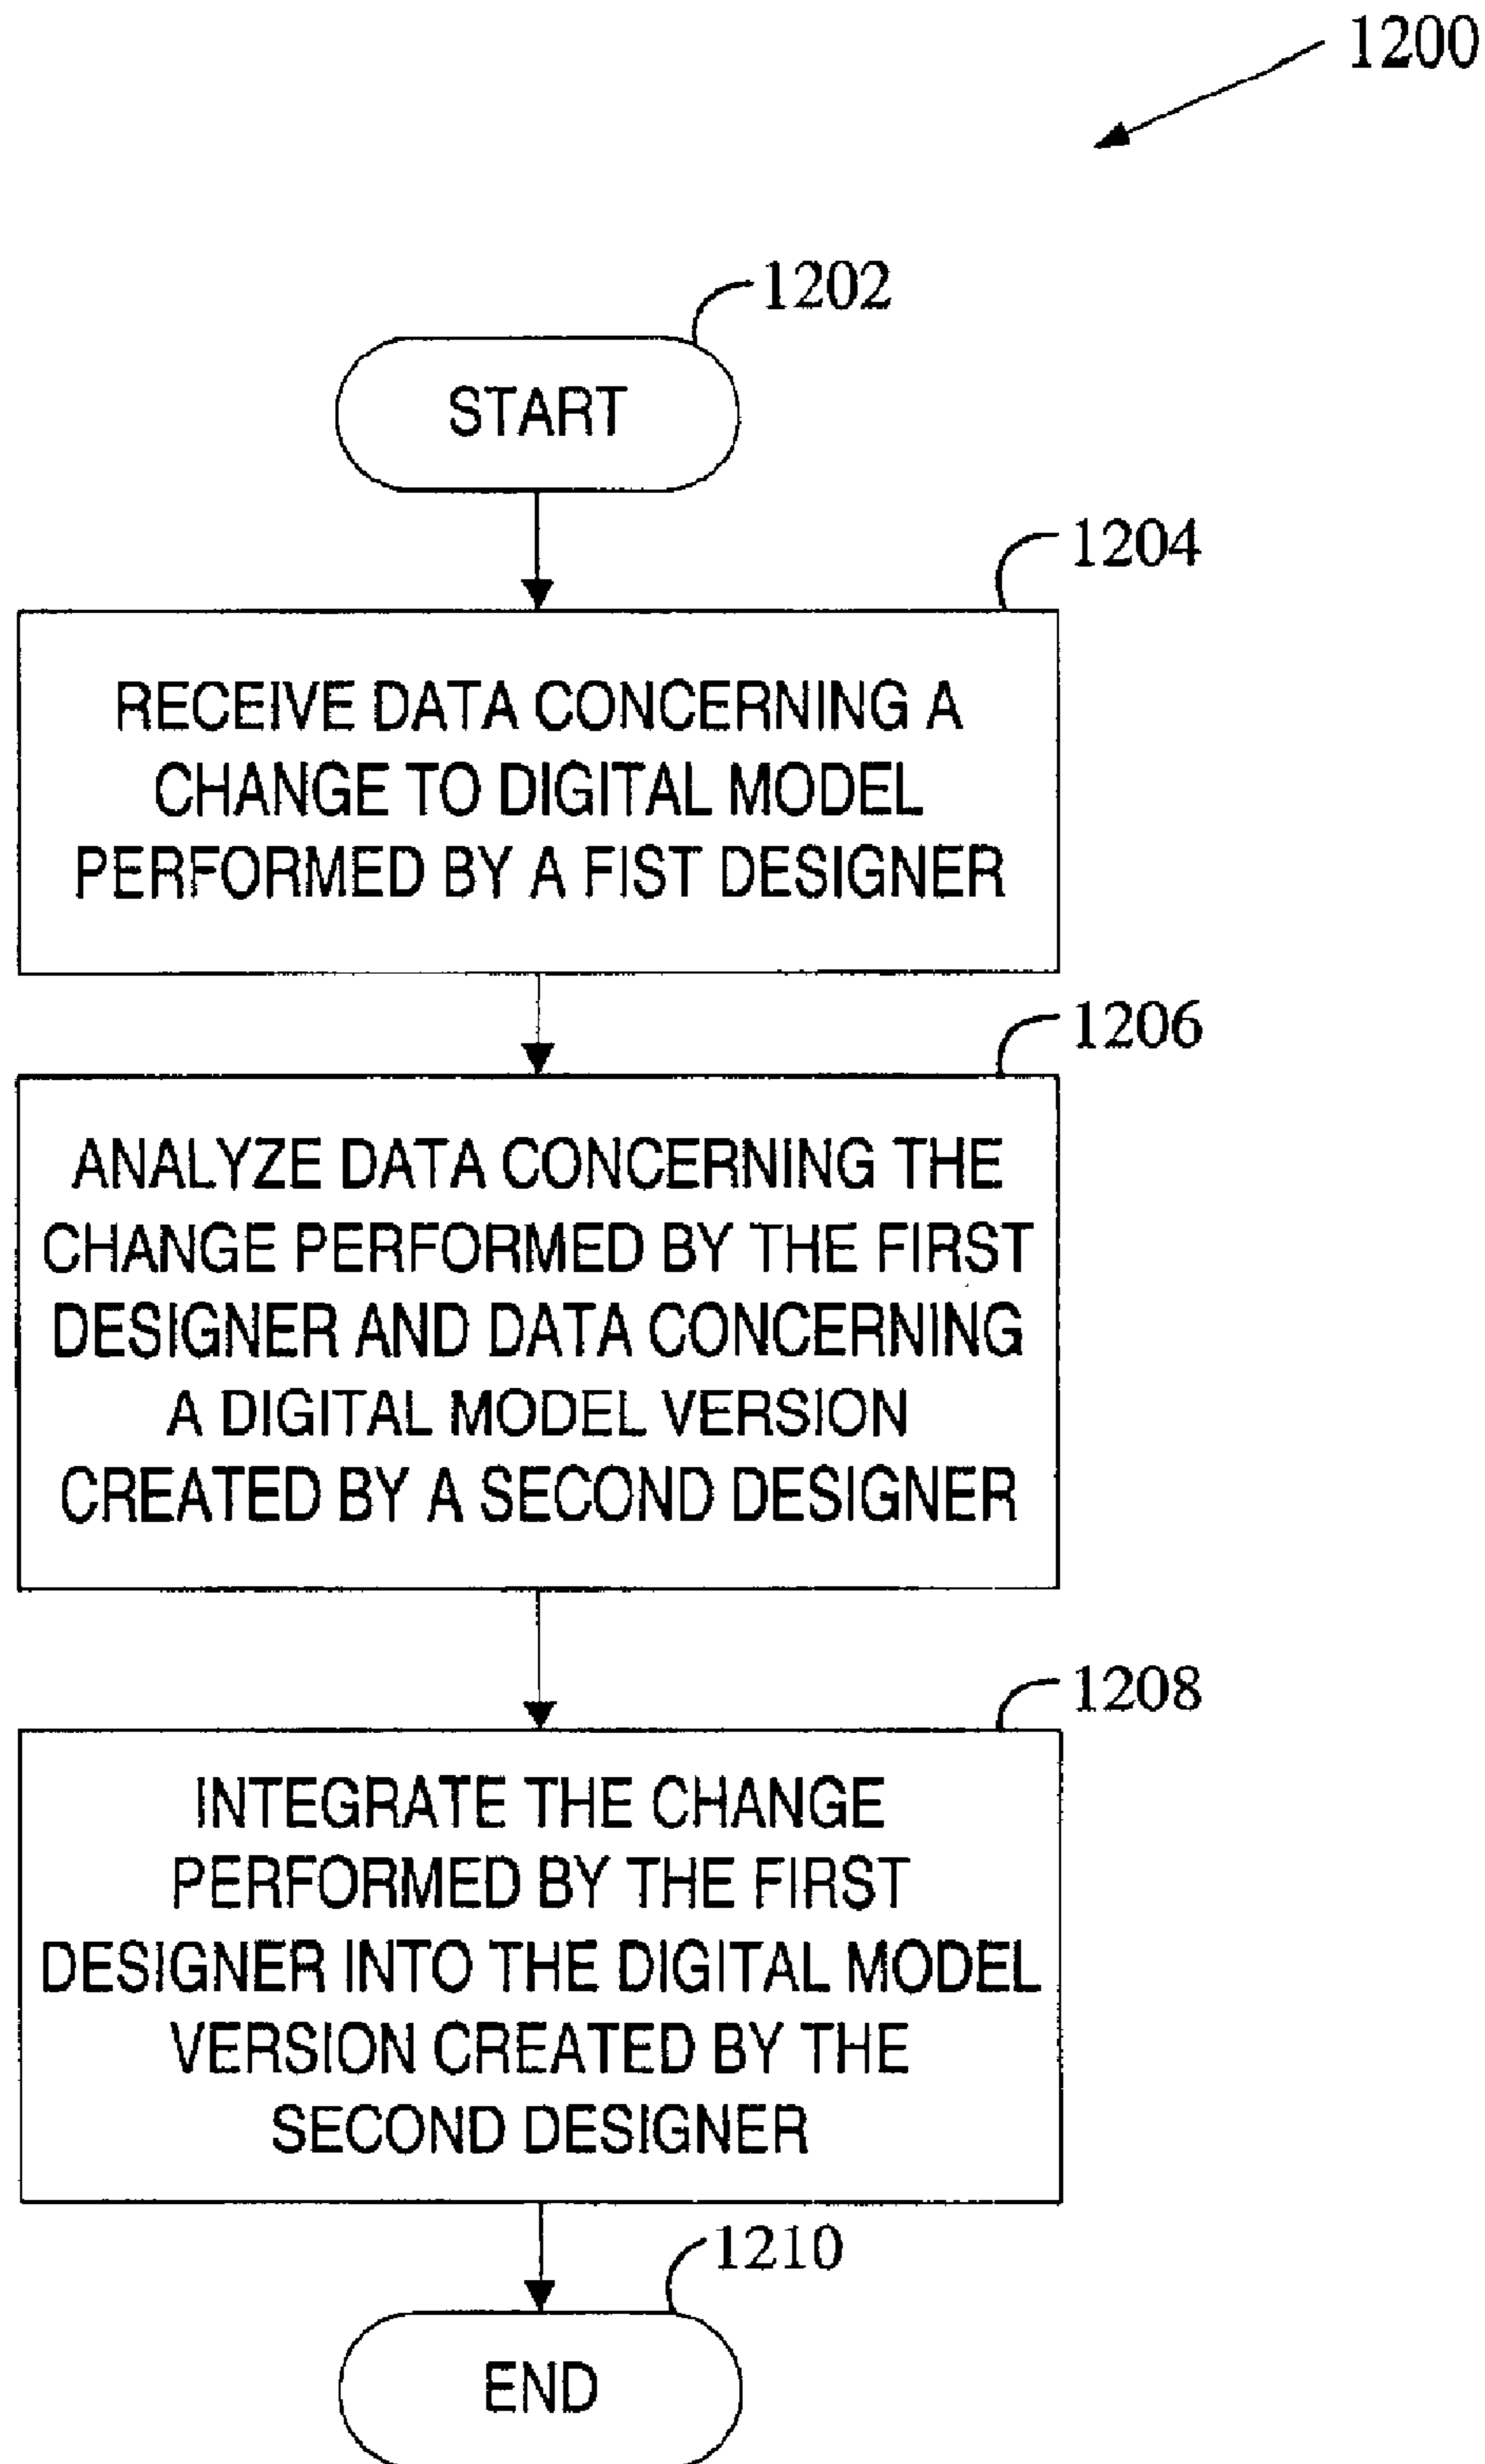 1200
1202
START
1204
RECEIVE DATA CONCERNING A
CHANGE TO DIGITAL MODEL
PERFORMED BY A FIST DESIGNER
1206
ANALYZE DATA CONCERNING THE
CHANGE PERFORMED BY THE FIRST
DESIGNER AND DATA CONCERNING
A DIGITAL MODEL VERSION
CREATED BY A SECOND DESIGNER
1208
INTEGRATE THE CHANGE
PERFORMED BY THE FIRST
DESIGNER INTO THE DIGITAL MODEL
VERSION CREATED BY THE
SECOND DESIGNER
1210
END